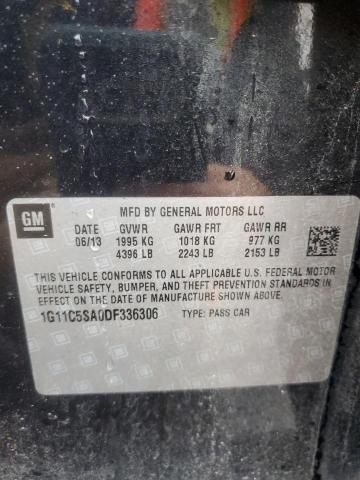 GM
MFD BY GENERAL MOTORS LLC
DATE GVWR GAWR FRT GAWR RR
06/13 1995 KG 1018 KG 977 KG
4396 LB 2243 LB 2153 LB
THIS VEHICLE CONFORMS TO ALL APPLICABLE U.S. FEDERAL MOTOR
VEHICLE SAFETY, BUMPER, AND THEFT PREVENTION STANDARDS
IN EFFECT ON THE DATE OF MANUFACTURE SHOWN ABOVE.
1G11C5SA0DF336306 TYPE: PASS CAR